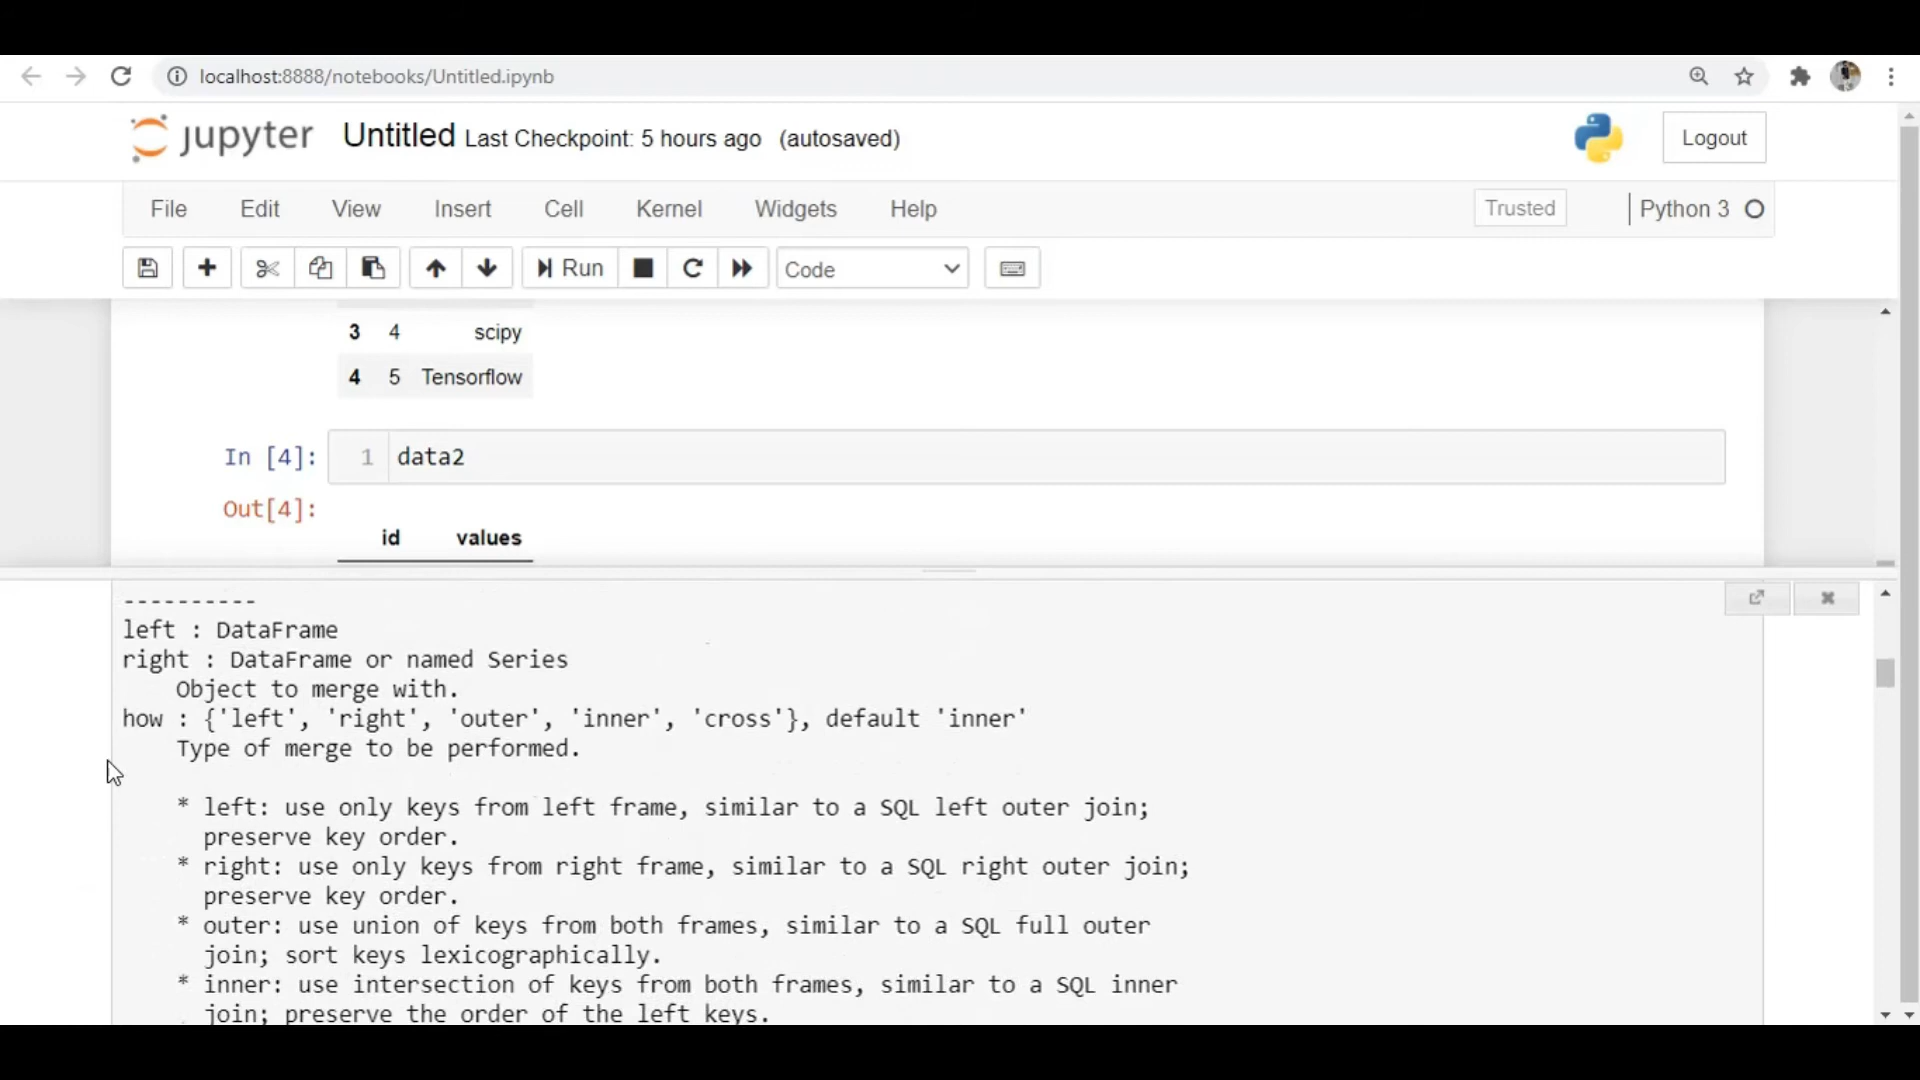 localhost:8888/notebooks/Untitled.ipynb
jupyter Untitled Last Checkpoint: 5 hours ago (autosaved) Logout
File Edit View Insert Cell Kernel Widgets Help Trusted Python 3
Run Code
3 4 scipy
4 5 Tensorflow
In [4]: 1 data2
Out[4]:
id values
----------
left : DataFrame
right : DataFrame or named Series
Object to merge with.
how : {'left', 'right', 'outer', 'inner', 'cross'}, default 'inner'
Type of merge to be performed.
* left: use only keys from left frame, similar to a SQL left outer join;
preserve key order.
* right: use only keys from right frame, similar to a SQL right outer join;
preserve key order.
* outer: use union of keys from both frames, similar to a SQL full outer
join; sort keys lexicographically.
* inner: use intersection of keys from both frames, similar to a SQL inner
join; preserve the order of the left keys.